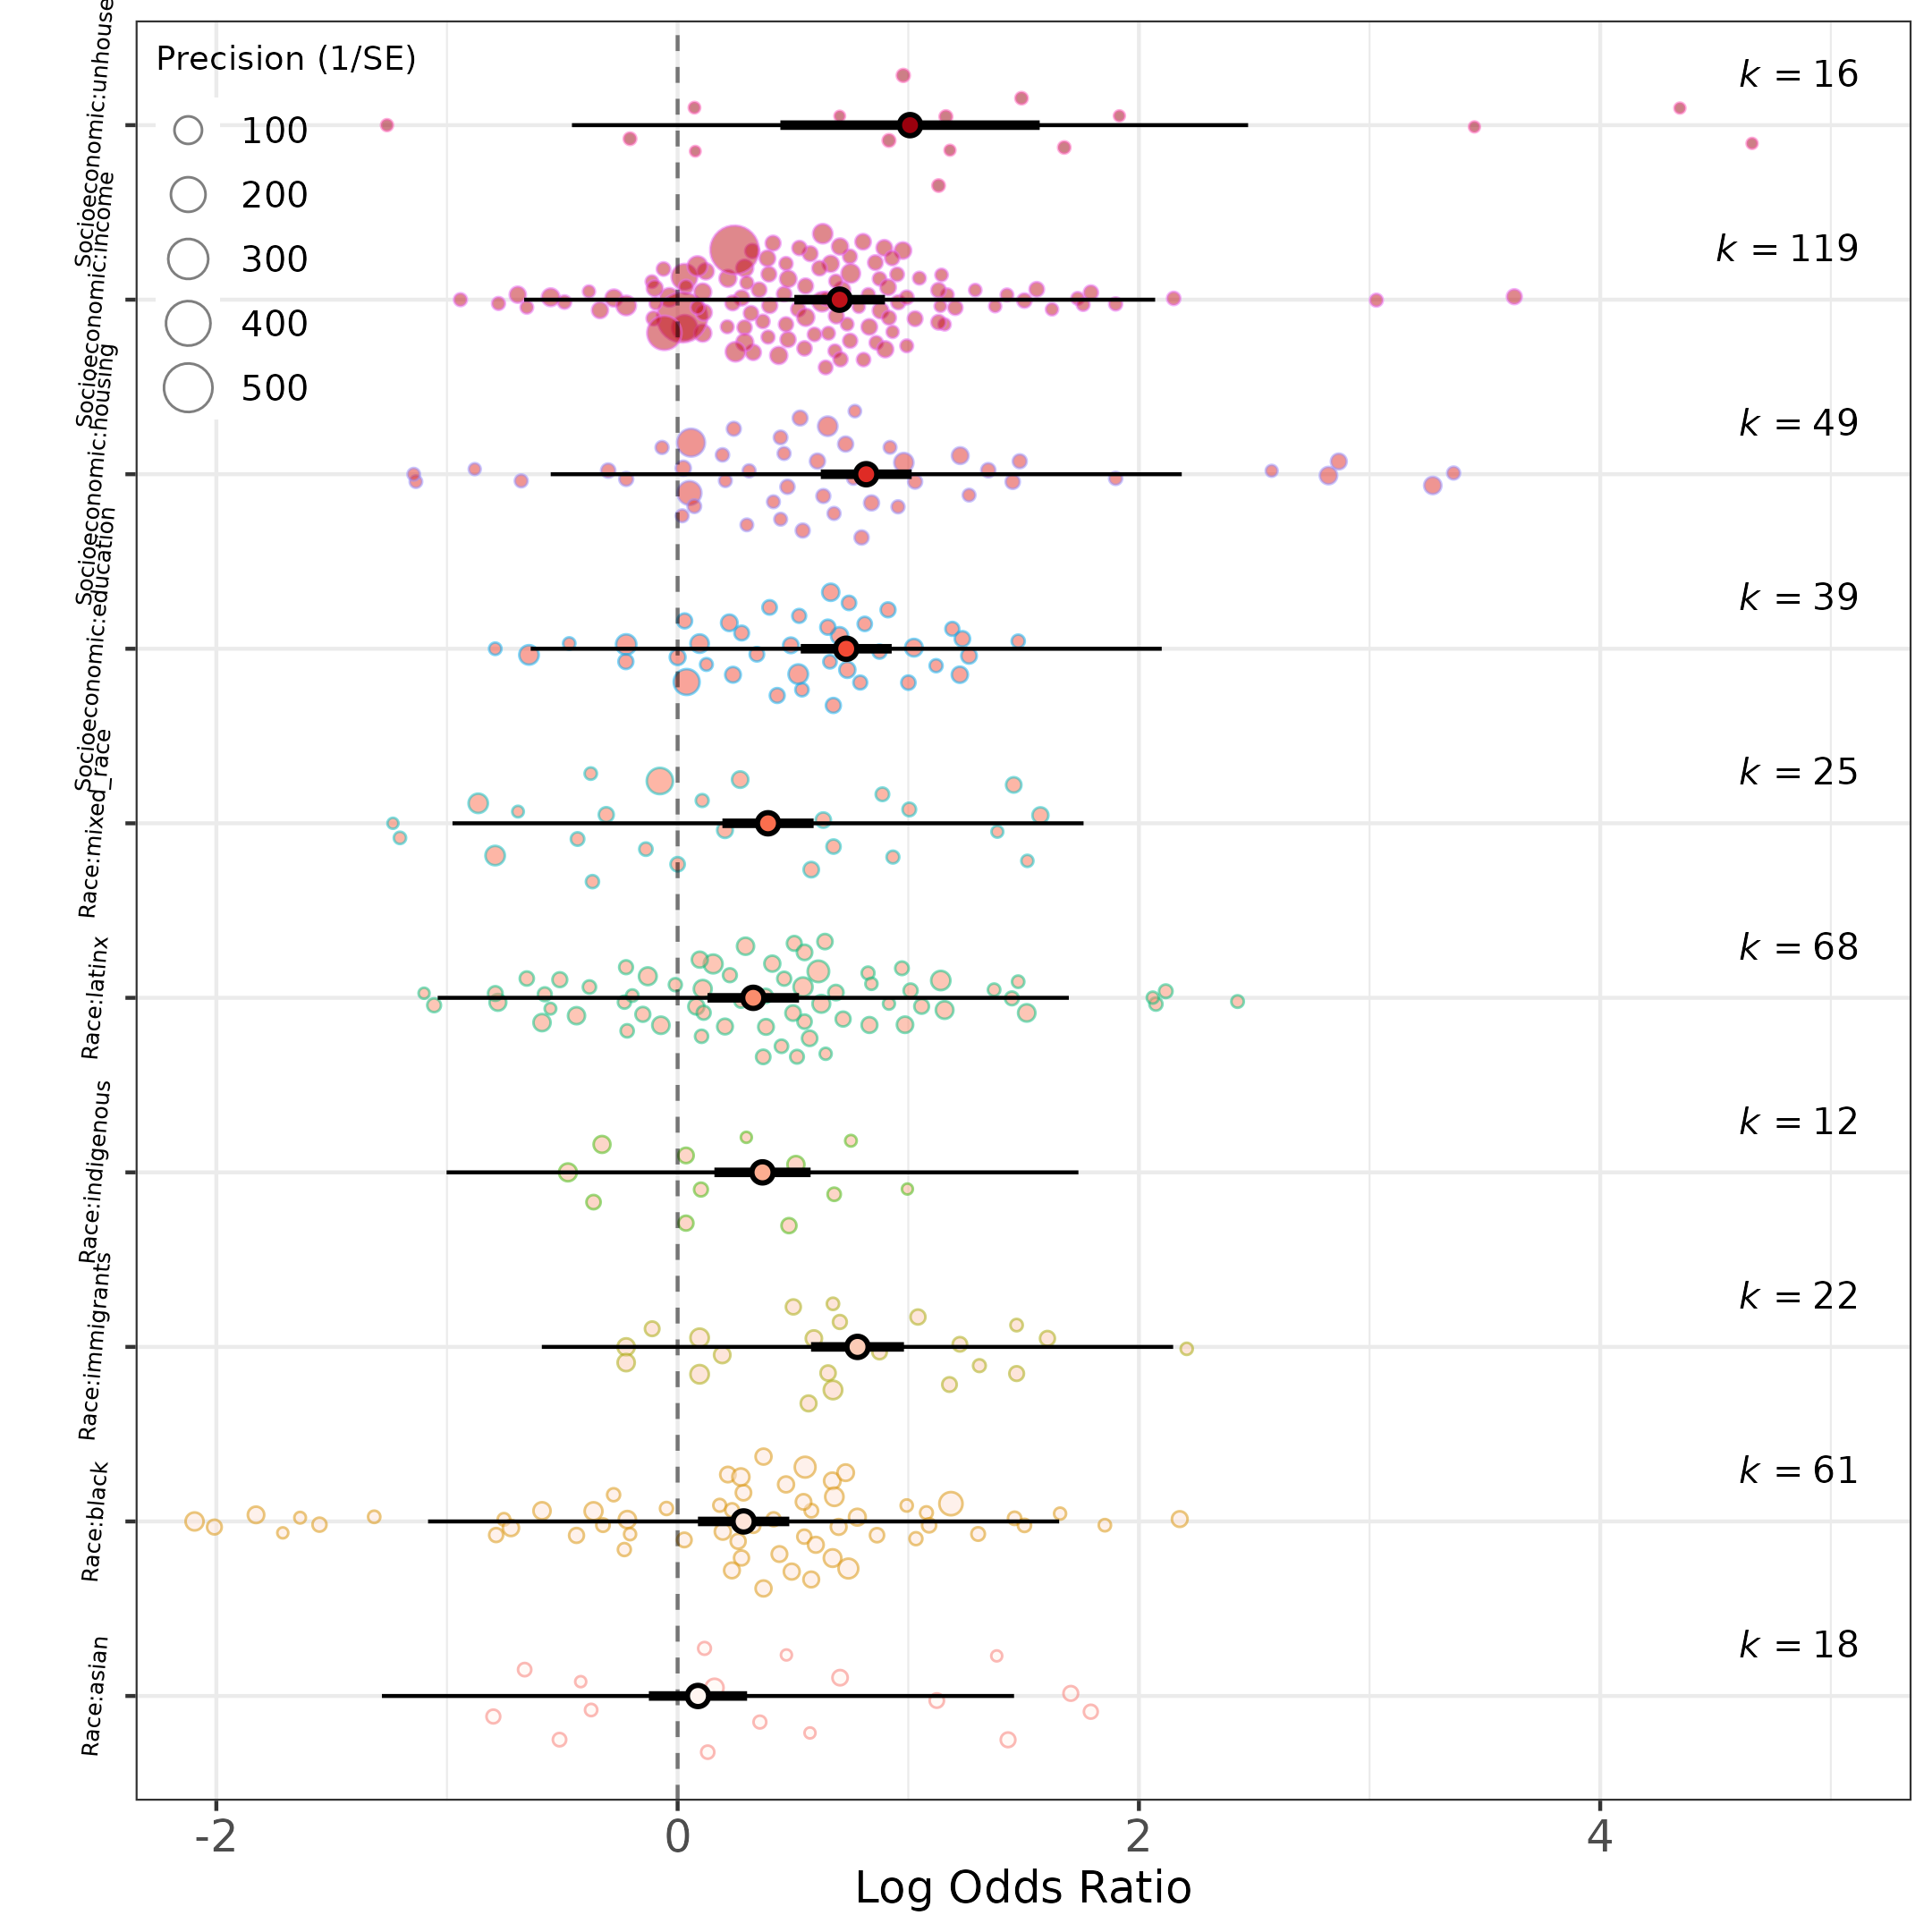 Precision (1/SE)
100
200
300
400
500
Socioeconomic:unhouse
k = 16
Socioeconomic:income
k = 119
Socioeconomic:housing
k = 49
Socioeconomic:education
k = 39
Race:mixed_race
k = 25
Race:latinx
k = 68
Race:indigenous
k = 12
Race:immigrants
k = 22
Race:black
k = 61
Race:asian
k = 18
-2 0 2 4
Log Odds Ratio